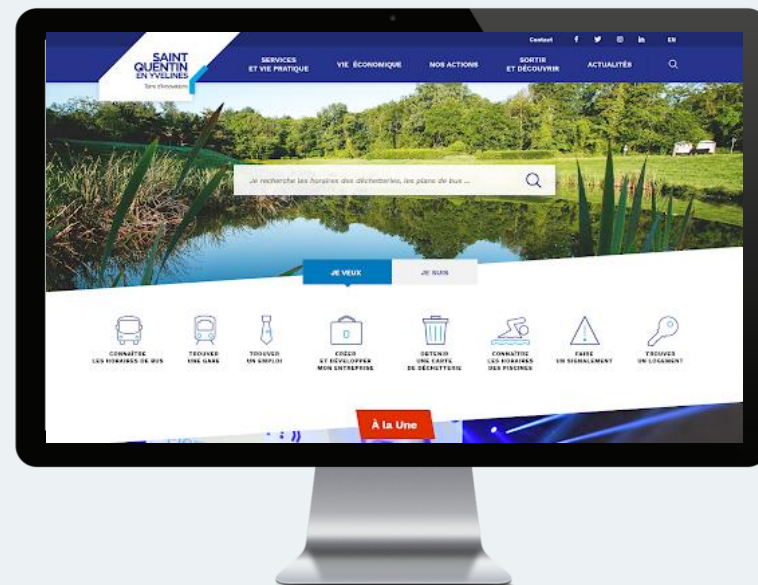 Contact
EN
SAINT
QUENTIN
EN YVELINES
Terre d'innovations
SERVICES
ET VIE PRATIQUE
VIE ÉCONOMIQUE
NOS ACTIONS
SORTIR
ET DÉCOUVRIR
ACTUALITÉS
Je recherche les horaires des déchetteries, les plans de bus ...
JE VEUX
JE SUIS
CONNAÎTRE
LES HORAIRES DE BUS
TROUVER
UNE GARE
TROUVER
UN EMPLOI
CRÉER
ET DÉVELOPPER
MON ENTREPRISE
OBTENIR
UNE CARTE
DE DÉCHETTERIE
CONNAÎTRE
LES HORAIRES
DES PISCINES
FAIRE
UN SIGNALEMENT
TROUVER
UN LOGEMENT
À la Une